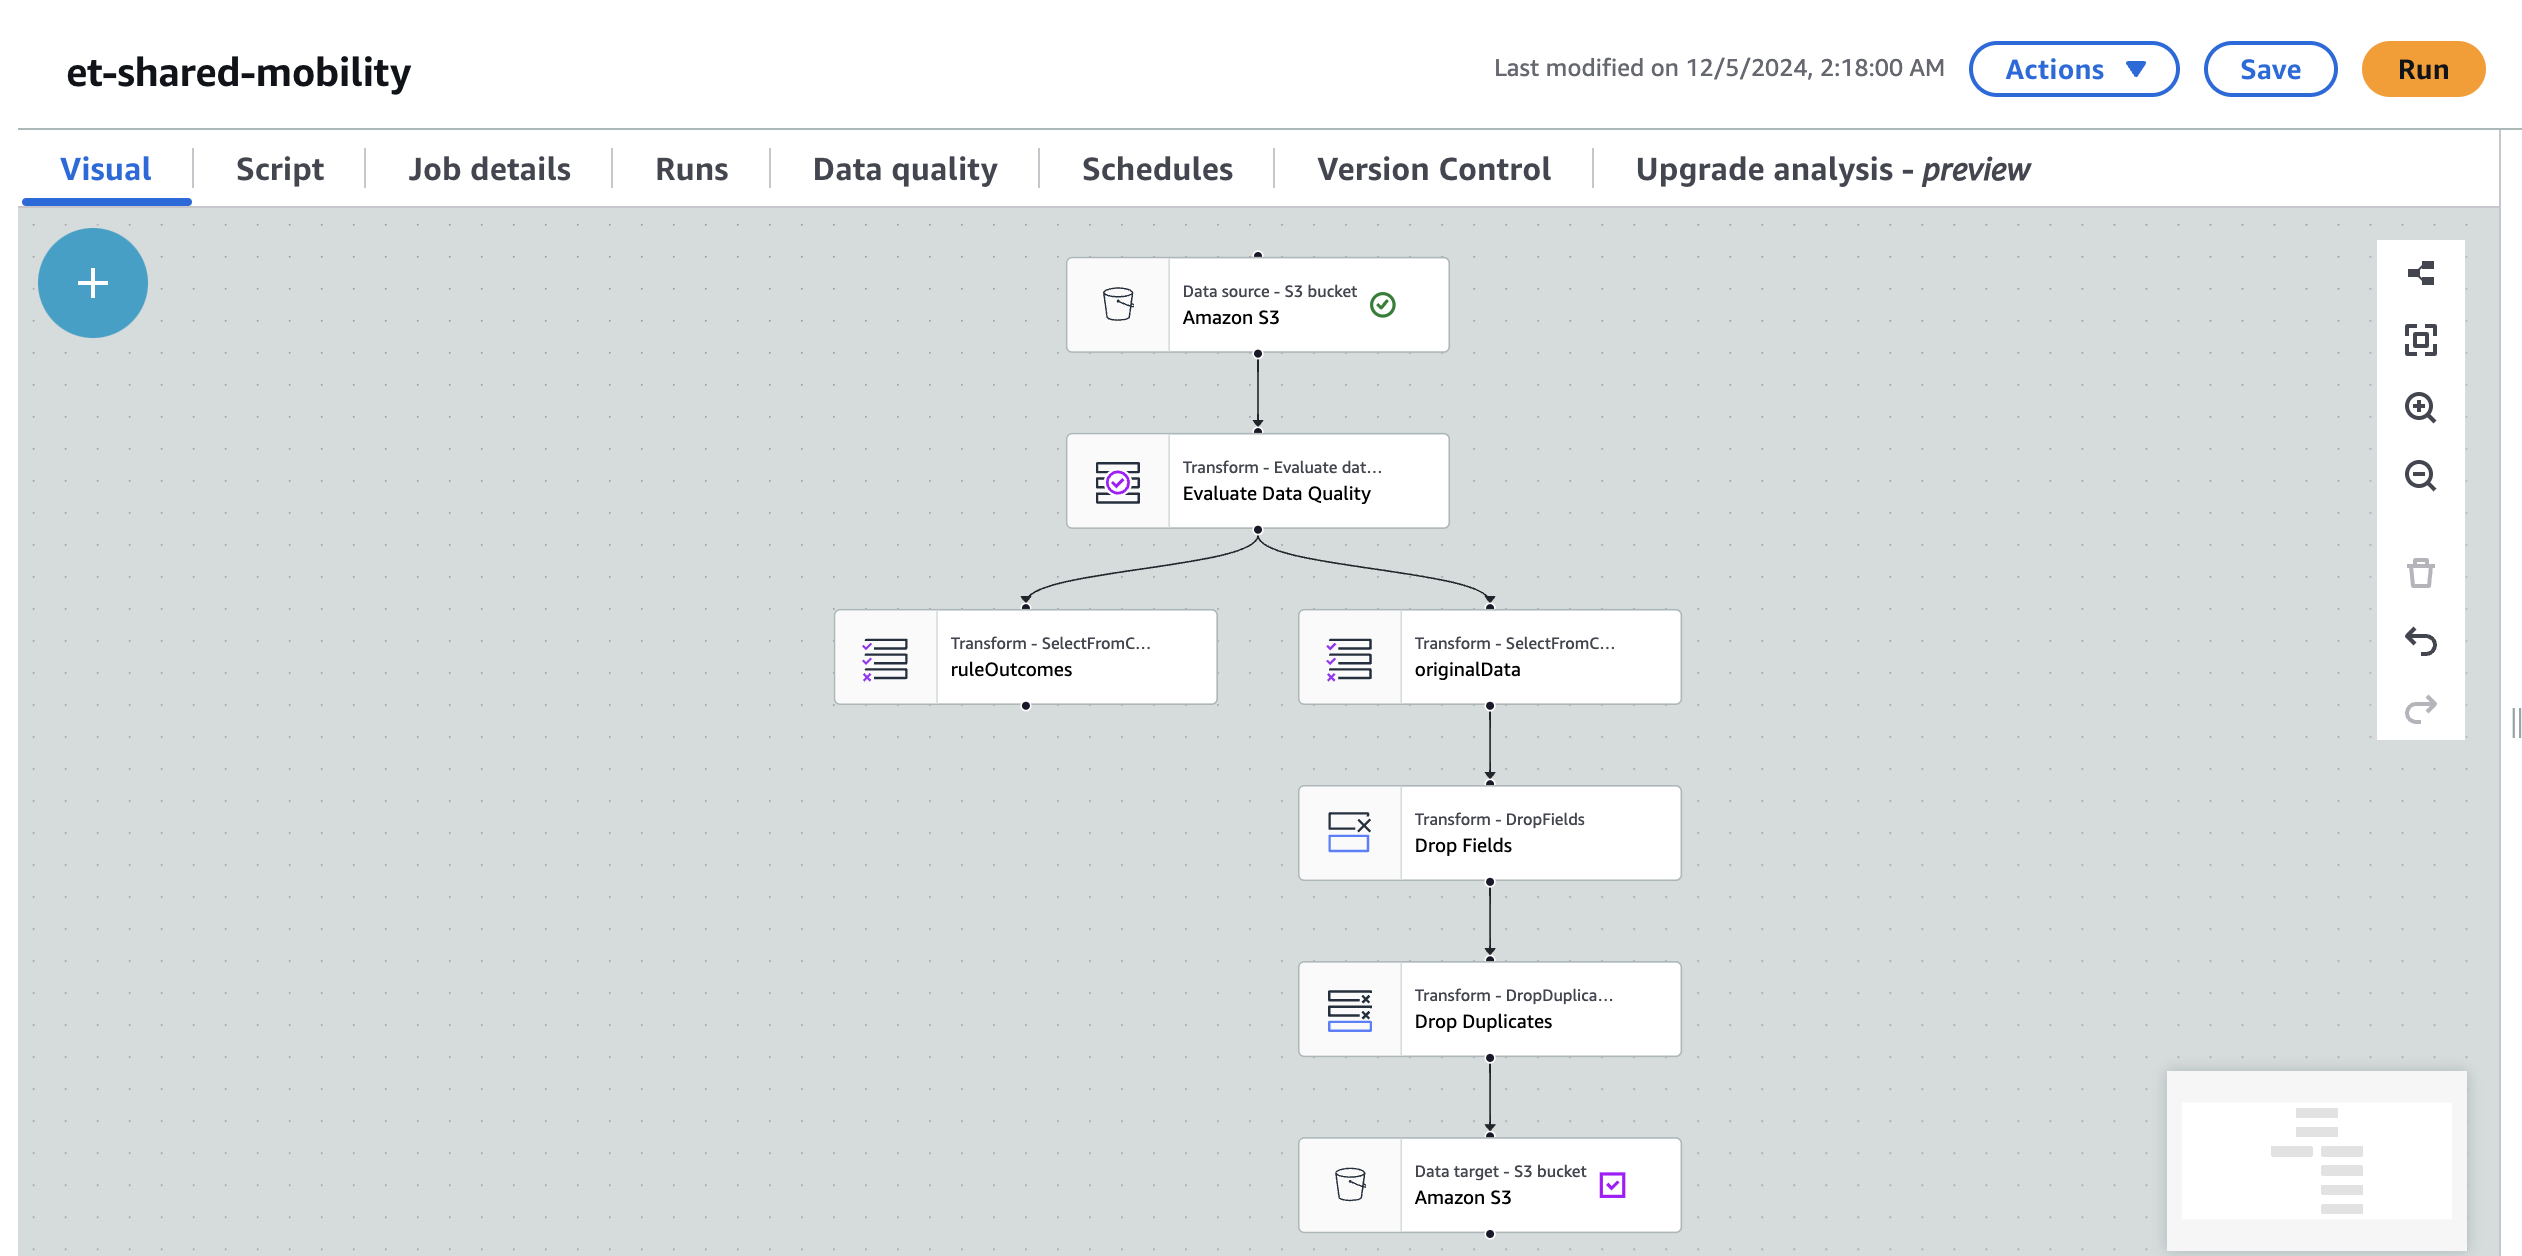 et-shared-mobility
Last modified on 12/5/2024, 2:18:00 AM
Actions
Save
Run
Visual
Script
Job details
Runs
Data quality
Schedules
Version Control
Upgrade analysis - preview
Data source - S3 bucket
Amazon S3
Transform - Evaluate dat...
Evaluate Data Quality
Transform - SelectFromC...
ruleOutcomes
Transform - SelectFromC...
originalData
Transform - DropFields
Drop Fields
Transform - DropDuplica...
Drop Duplicates
Data target - S3 bucket
Amazon S3